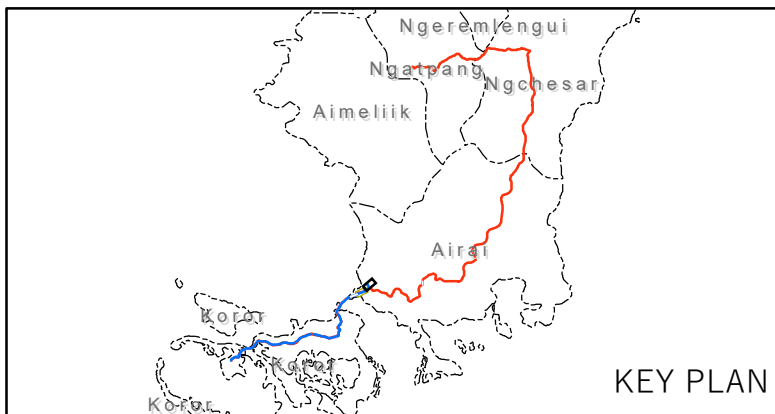 Ngeremlengui
Ngatpang
Ngchesar
Aimeliik
Airai
Koror
Koror
Koror
KEY PLAN